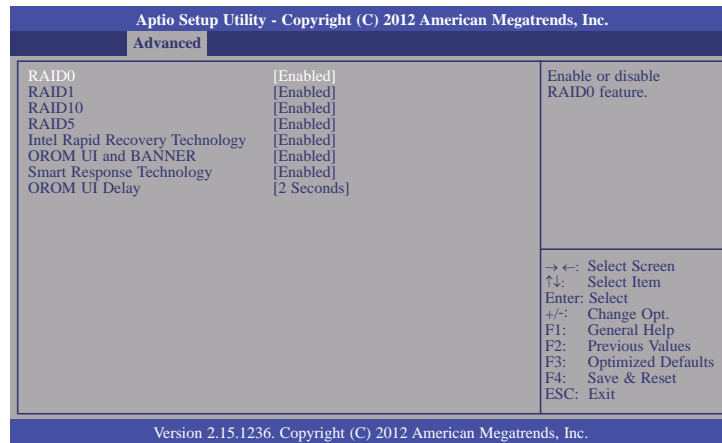 Aptio Setup Utility - Copyright (C) 2012 American Megatrends, Inc.
Advanced
RAID0 [Enabled]
RAID1 [Enabled]
RAID10 [Enabled]
RAID5 [Enabled]
Intel Rapid Recovery Technology [Enabled]
OROM UI and BANNER [Enabled]
Smart Response Technology [Enabled]
OROM UI Delay [2 Seconds]
Enable or disable
RAID0 feature.
→ ←: Select Screen
↑↓: Select Item
Enter: Select
+/-: Change Opt.
F1: General Help
F2: Previous Values
F3: Optimized Defaults
F4: Save & Reset
ESC: Exit
Version 2.15.1236. Copyright (C) 2012 American Megatrends, Inc.